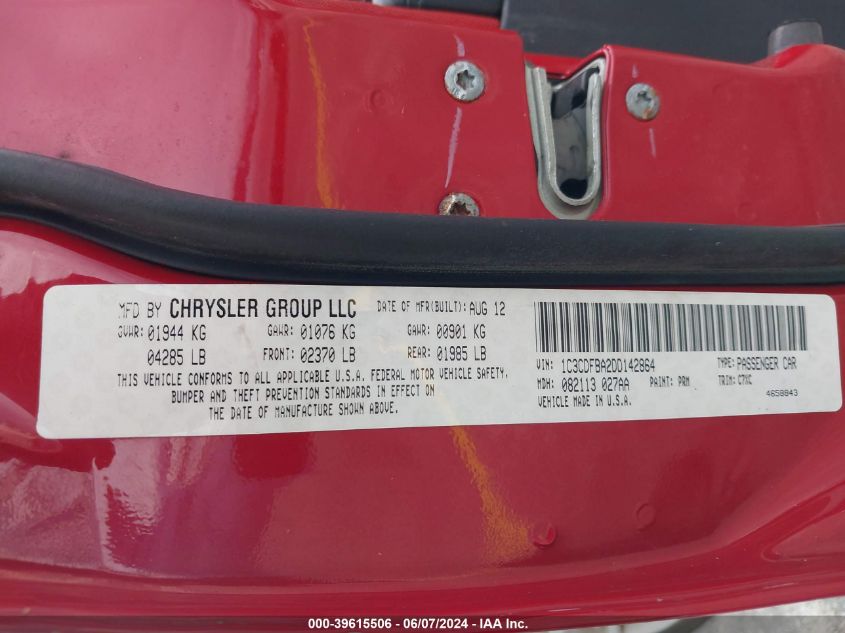 MFD BY CHRYSLER GROUP LLC DATE OF MFR(BUILT): AUG 12
GVWR: 01944 KG GAWR: 01076 KG GAWR: 00901 KG
04285 LB FRONT: 02370 LB REAR: 01985 LB
THIS VEHICLE CONFORMS TO ALL APPLICABLE U.S.A. FEDERAL MOTOR VEHICLE SAFETY,
BUMPER AND THEFT PREVENTION STANDARDS IN EFFECT ON
THE DATE OF MANUFACTURE SHOWN ABOVE.
VIN: 1C3CDFBA2DD142864 TYPE: PASSENGER CAR
MDH: 082113 027AA PAINT: PRM TRIM: C7XC
VEHICLE MADE IN U.S.A. 4658843
000-39615506 / 06/07/2024 - IAA Inc.